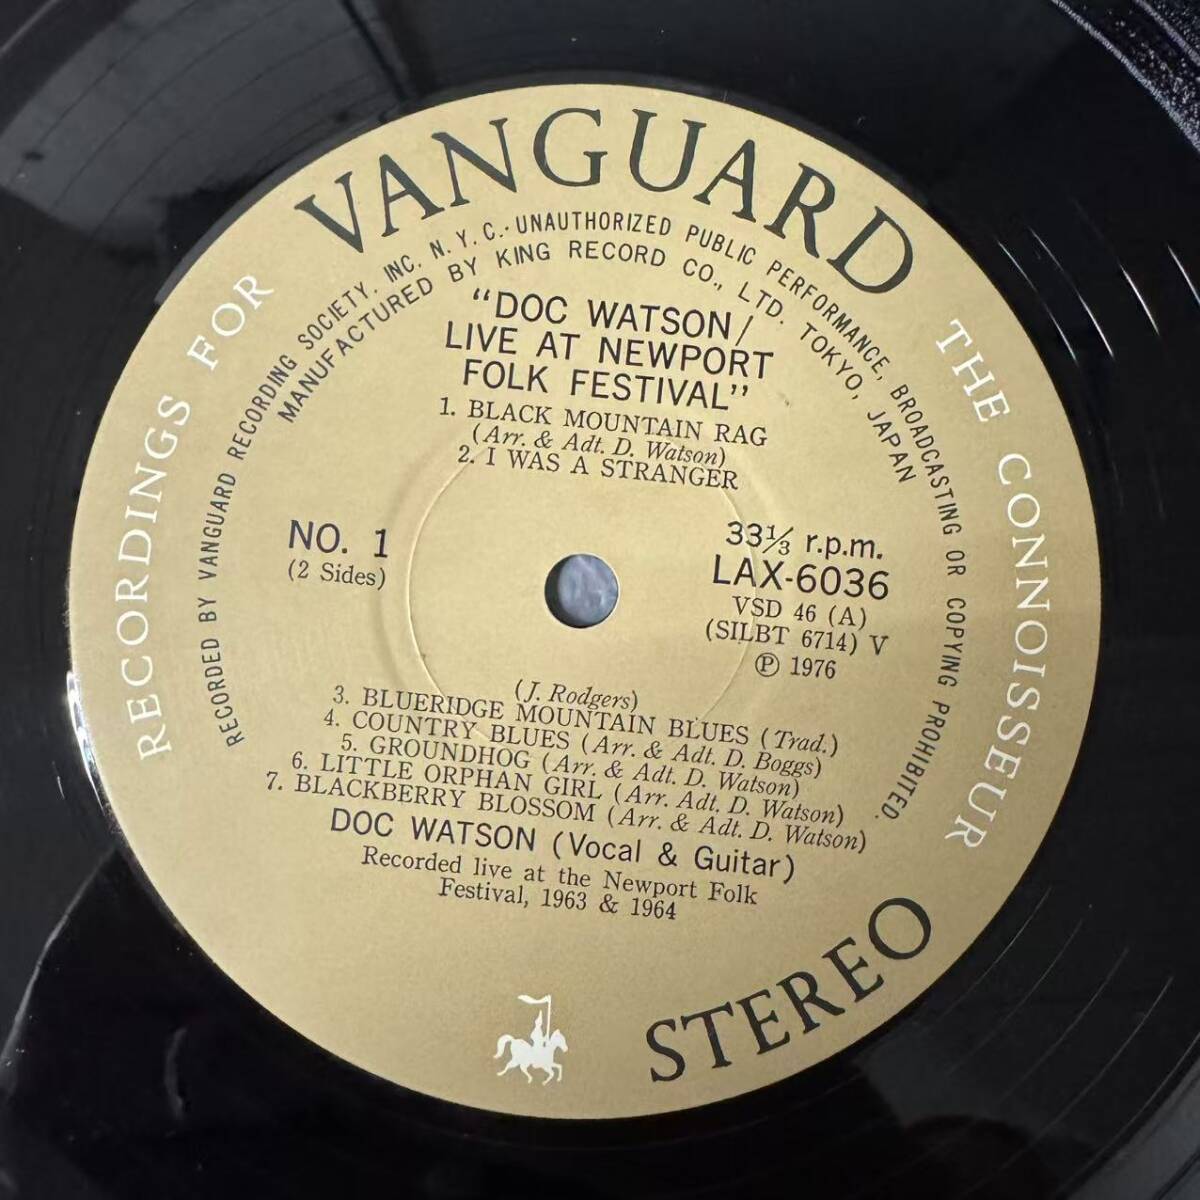 VANGUARD
RECORDINGS FOR THE CONNOISSEUR
RECORDED BY VANGUARD RECORDING SOCIETY, INC. N.Y.C.·UNAUTHORIZED PUBLIC PERFORMANCE, BROADCASTING OR COPYING PROHIBITED.
MANUFACTURED BY KING RECORD CO., LTD. TOKYO, JAPAN
"DOC WATSON/
LIVE AT NEWPORT
FOLK FESTIVAL"
1. BLACK MOUNTAIN RAG
(Arr. & Adt. D. Watson)
2. I WAS A STRANGER
NO. 1
(2 Sides)
33⅓ r.p.m.
LAX-6036
VSD 46 (A)
(SILBT 6714) V
Ⓟ 1976
(J. Rodgers)
3. BLUERIDGE MOUNTAIN BLUES (Trad.)
4. COUNTRY BLUES (Arr. & Adt. D. Boggs)
5. GROUNDHOG (Arr. & Adt. D. Watson)
6. LITTLE ORPHAN GIRL (Arr. Adt. D. Watson)
7. BLACKBERRY BLOSSOM (Arr. & Adt. D. Watson)
DOC WATSON (Vocal & Guitar)
Recorded live at the Newport Folk
Festival, 1963 & 1964
STEREO